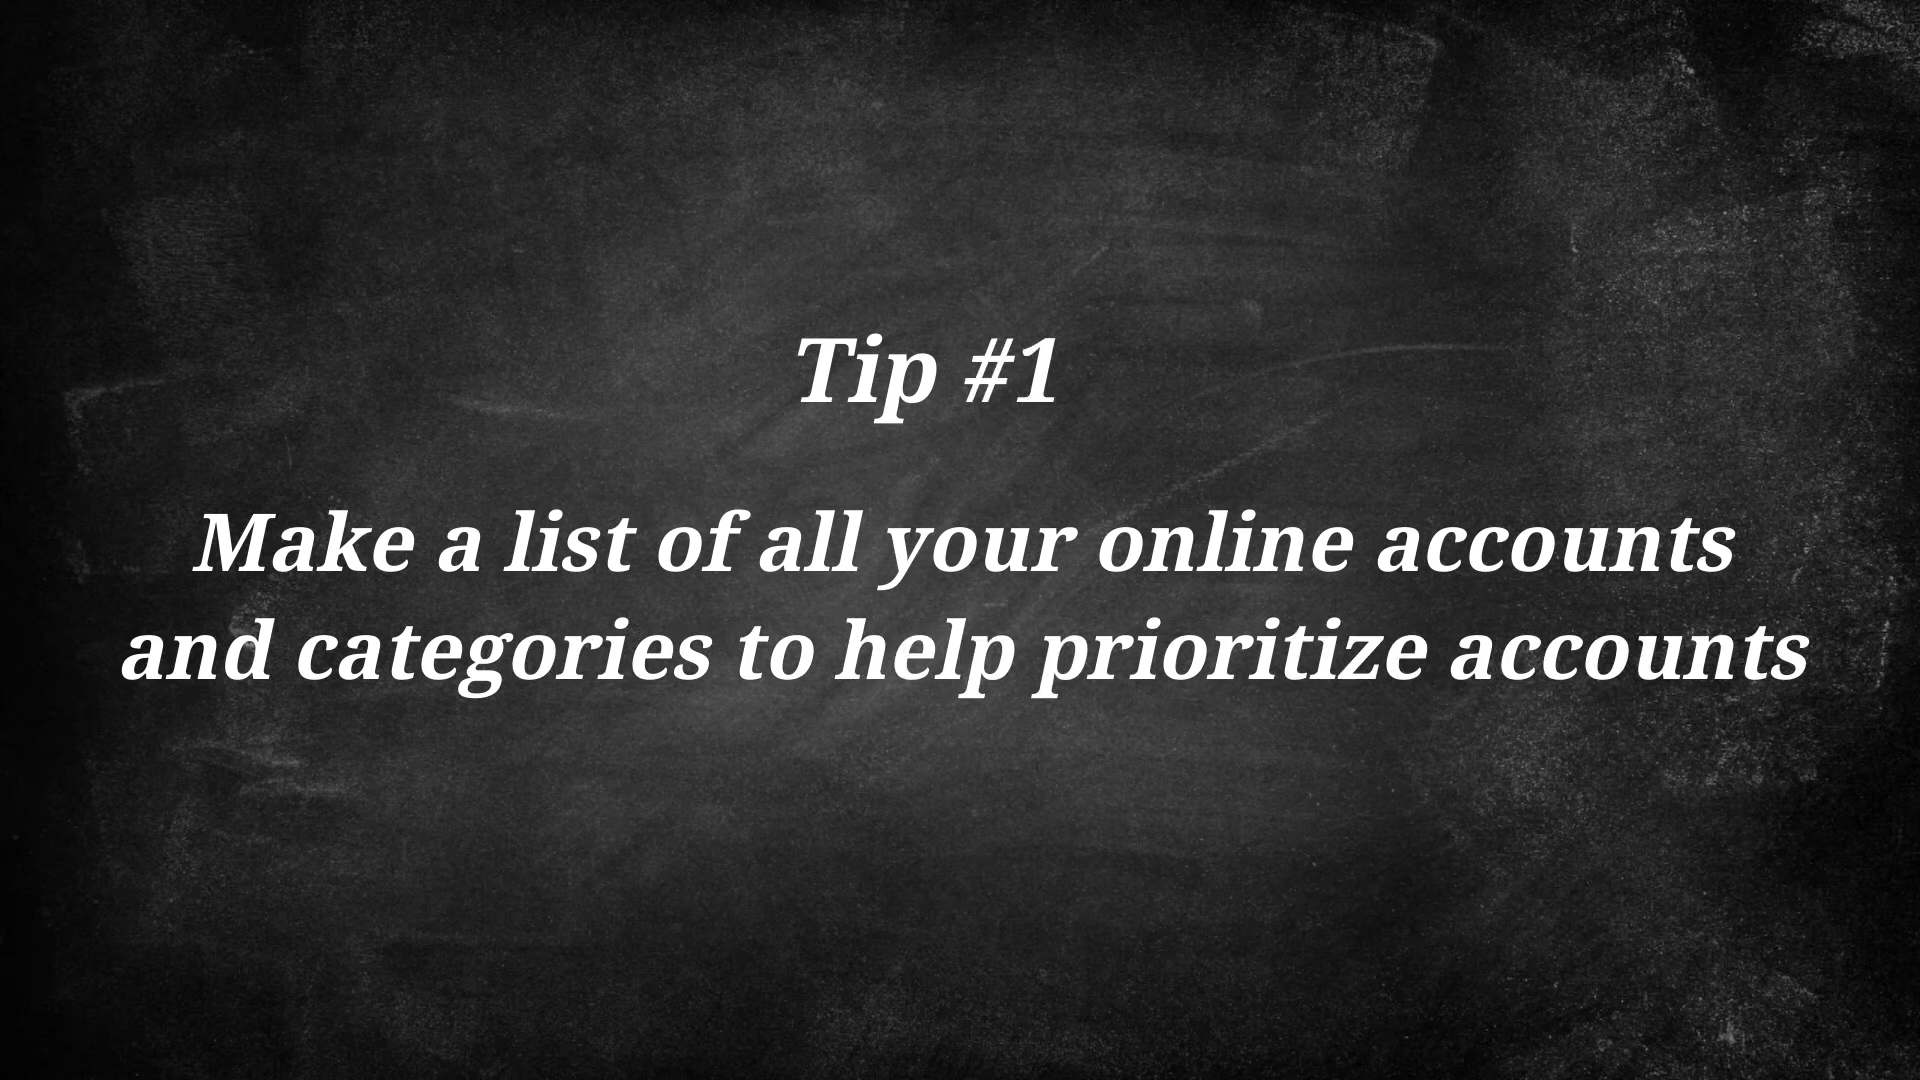 Tip #1
Make a list of all your online accounts
and categories to help prioritize accounts